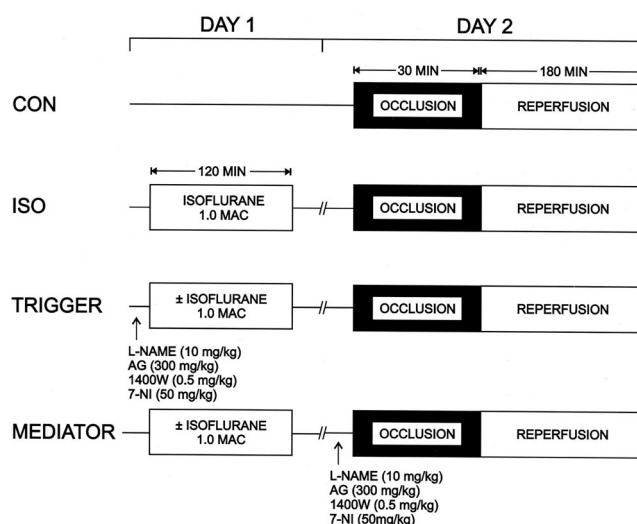 DAY 1 DAY 2
30 MIN 180 MIN
CON OCCLUSION REPERFUSION
120 MIN
ISO ISOFLURANE 1.0 MAC OCCLUSION REPERFUSION
TRIGGER ± ISOFLURANE 1.0 MAC OCCLUSION REPERFUSION
L-NAME (10 mg/kg)
AG (300 mg/kg)
1400W (0.5 mg/kg)
7-NI (50 mg/kg)
MEDIATOR ± ISOFLURANE 1.0 MAC OCCLUSION REPERFUSION
L-NAME (10 mg/kg)
AG (300 mg/kg)
1400W (0.5 mg/kg)
7-NI (50mg/kg)